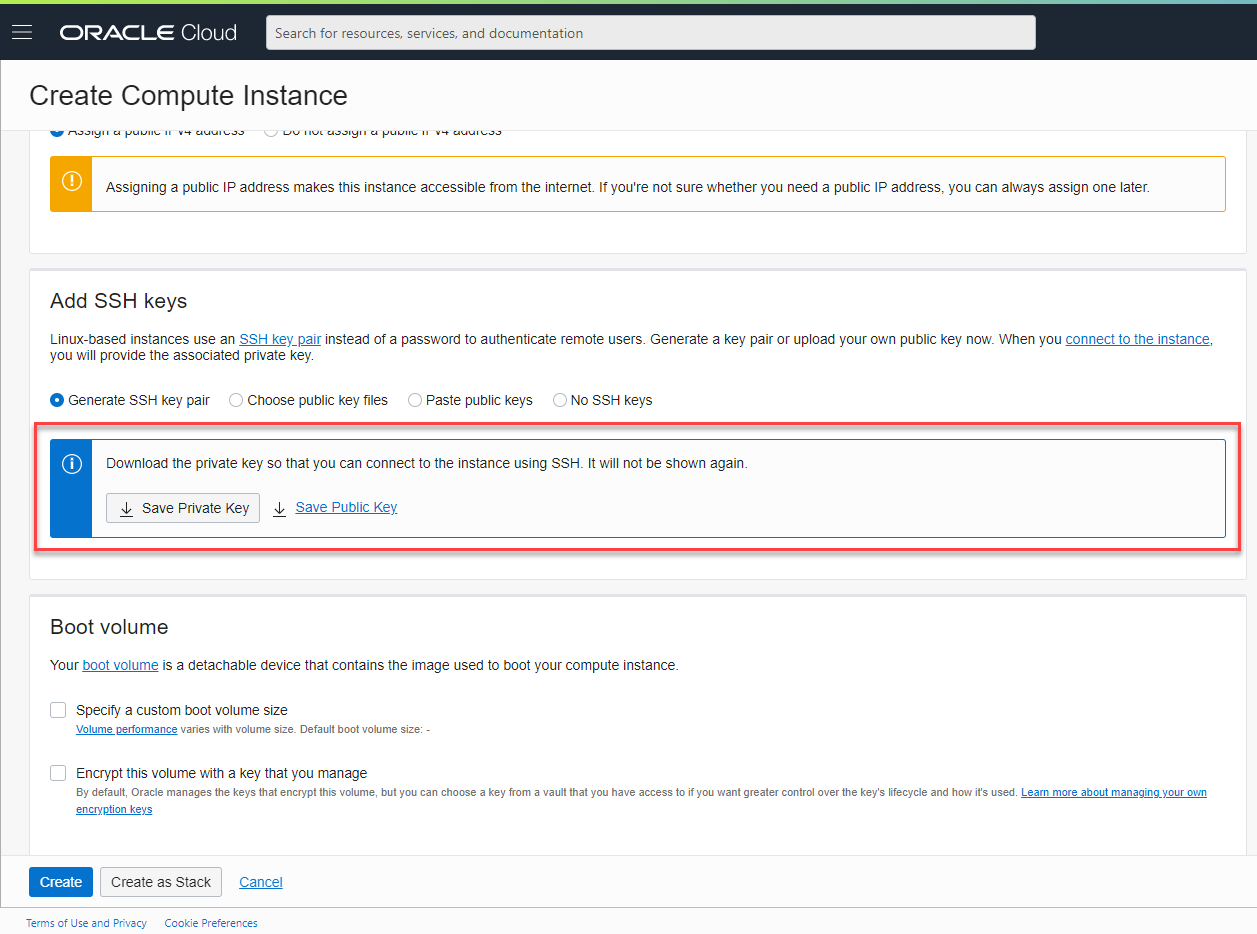 ORACLE Cloud
Search for resources, services, and documentation
Create Compute Instance
Assign a public IP v4 address Do not assign a public IP v4 address
Assigning a public IP address makes this instance accessible from the internet. If you're not sure whether you need a public IP address, you can always assign one later.
Add SSH keys
Linux-based instances use an SSH key pair instead of a password to authenticate remote users. Generate a key pair or upload your own public key now. When you connect to the instance,
you will provide the associated private key.
Generate SSH key pair Choose public key files Paste public keys No SSH keys
Download the private key so that you can connect to the instance using SSH. It will not be shown again.
Save Private Key Save Public Key
Boot volume
Your boot volume is a detachable device that contains the image used to boot your compute instance.
Specify a custom boot volume size
Volume performance varies with volume size. Default boot volume size: -
Encrypt this volume with a key that you manage
By default, Oracle manages the keys that encrypt this volume, but you can choose a key from a vault that you have access to if you want greater control over the key's lifecycle and how it's used. Learn more about managing your own
encryption keys
Create Create as Stack Cancel
Terms of Use and Privacy Cookie Preferences